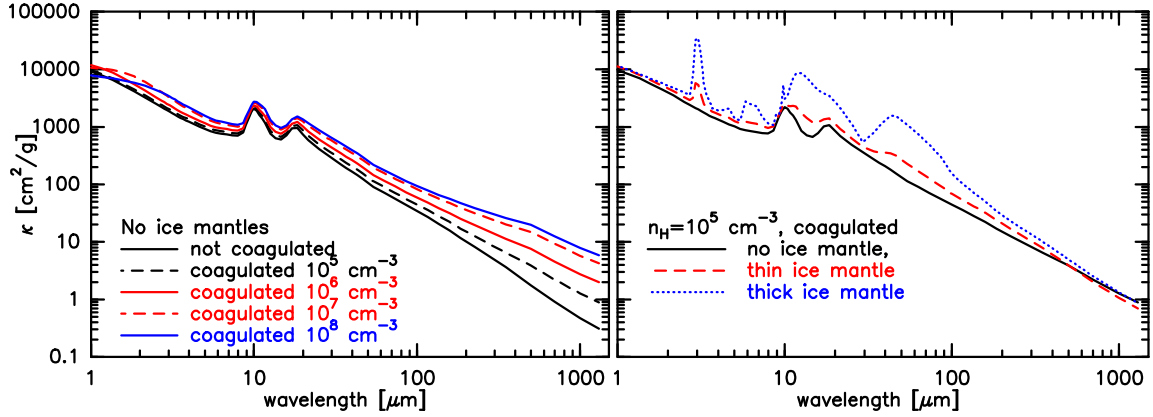 100000
10000
1000
100
10
1
0.1
κ [cm²/g]
No ice mantles
not coagulated
coagulated 10⁵ cm⁻³
coagulated 10⁶ cm⁻³
coagulated 10⁷ cm⁻³
coagulated 10⁸ cm⁻³
1 10 100 1000
wavelength [μm]
n_H=10⁵ cm⁻³, coagulated
no ice mantle,
thin ice mantle
thick ice mantle
1 10 100 1000
wavelength [μm]